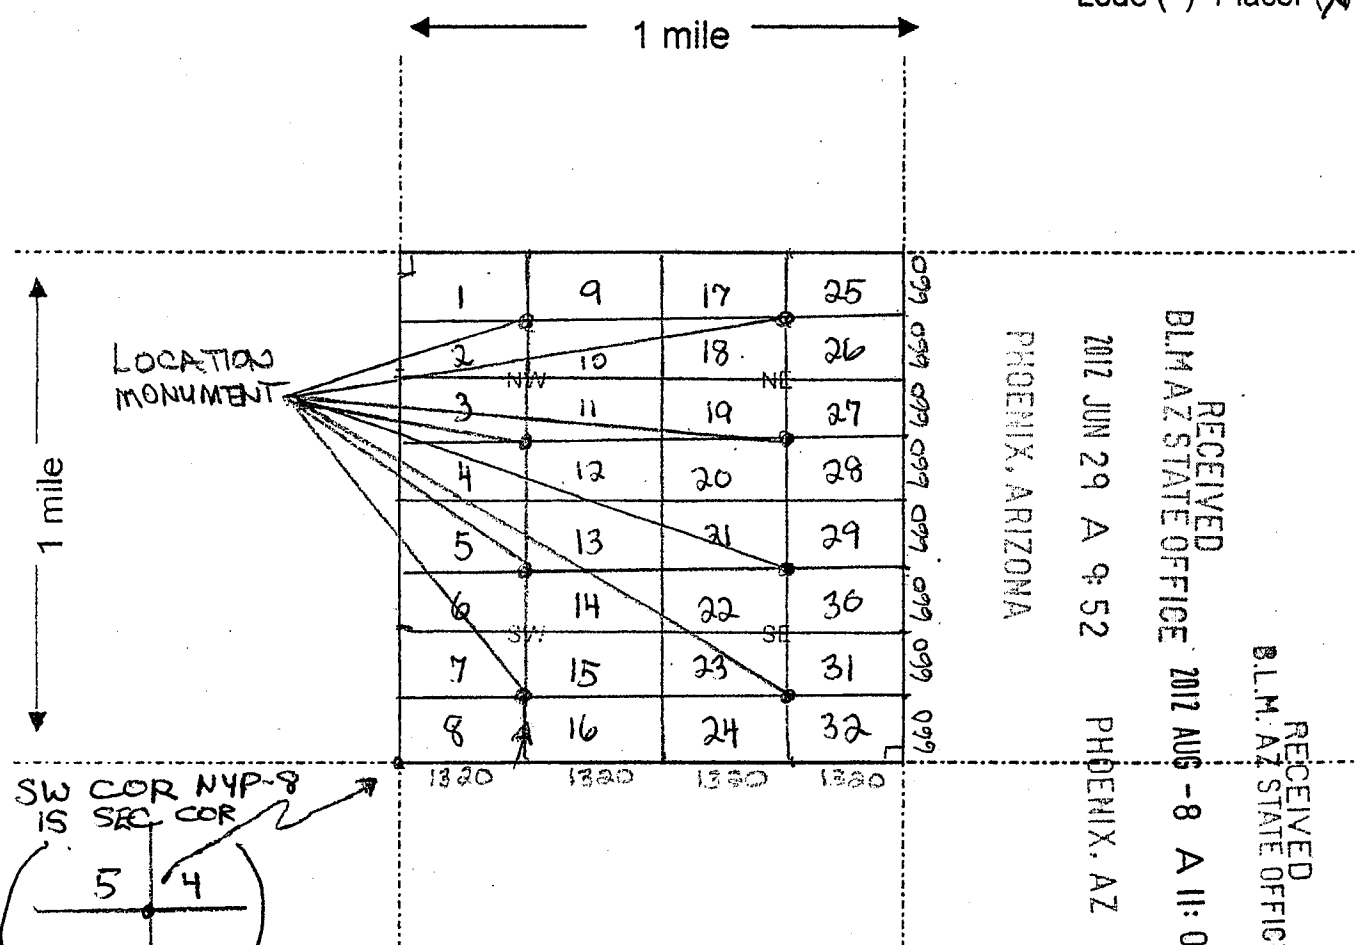 Lode ( ) Placer (X
1 mile
1 9 17 25 660
2 10 18 26 660
NW NE
3 11 19 27 660
4 12 20 28 660
5 13 21 29 660
6 14 22 30 660
SW SE
7 15 23 31 660
8 16 24 32 660
1320 1320 1320 1320
LOCATION
MONUMENT
1 mile
SW COR NYP-8
IS SEC COR
5 4
RECEIVED
BLM AZ STATE OFFICE
2012 JUN 29 A 9:52
PHOENIX, ARIZONA
RECEIVED
B.L.M. AZ STATE OFFIC
2012 AUG -8 A 11:0
PHOENIX, AZ